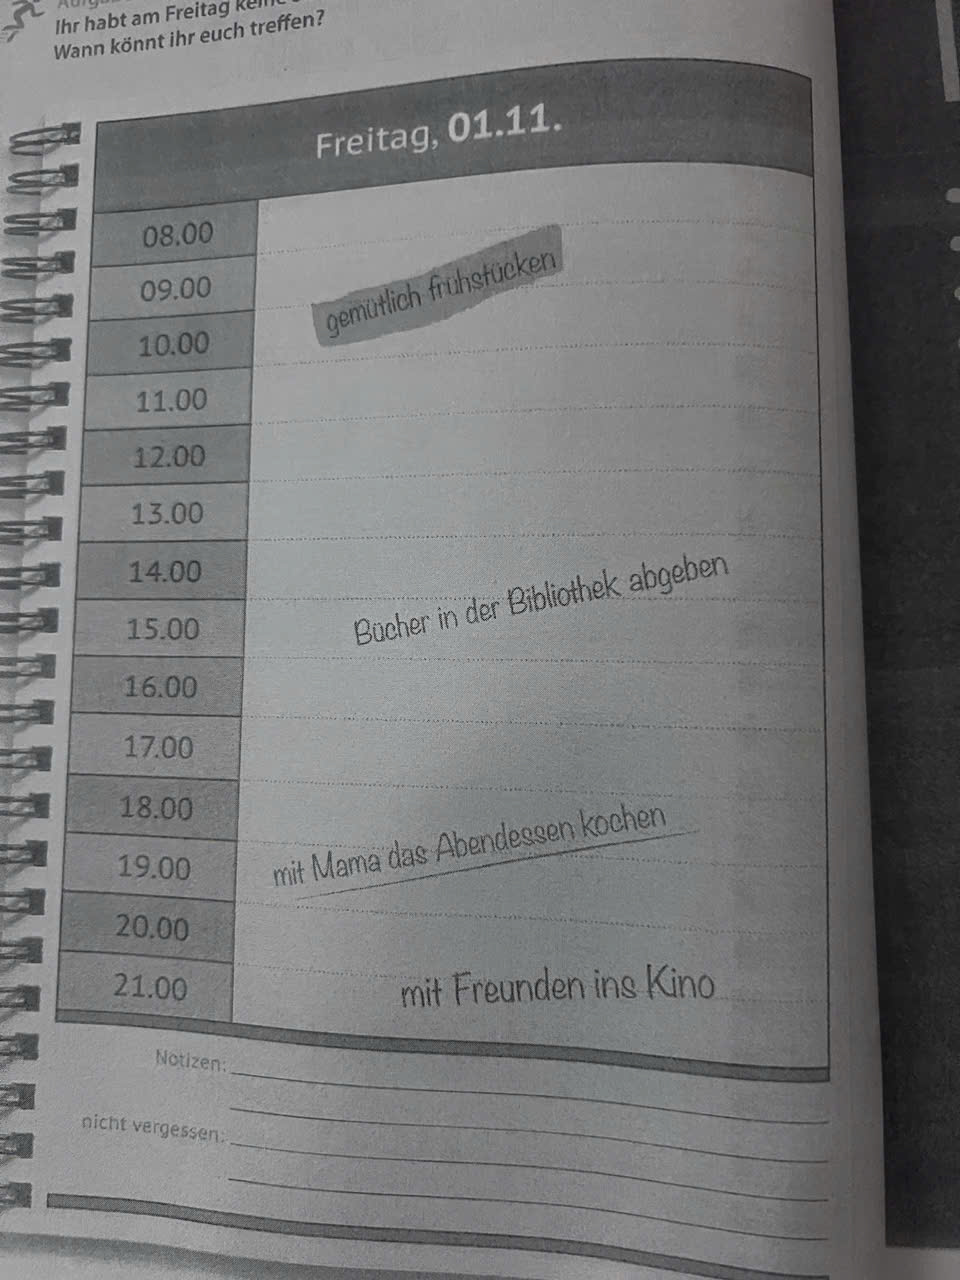 Ihr habt am Freitag keine
Wann könnt ihr euch treffen?
Freitag, 01.11.
08.00
09.00
gemütlich frühstücken
10.00
11.00
12.00
13.00
14.00
Bücher in der Bibliothek abgeben
15.00
16.00
17.00
18.00
mit Mama das Abendessen kochen
19.00
20.00
21.00
mit Freunden ins Kino
Notizen:
nicht vergessen: